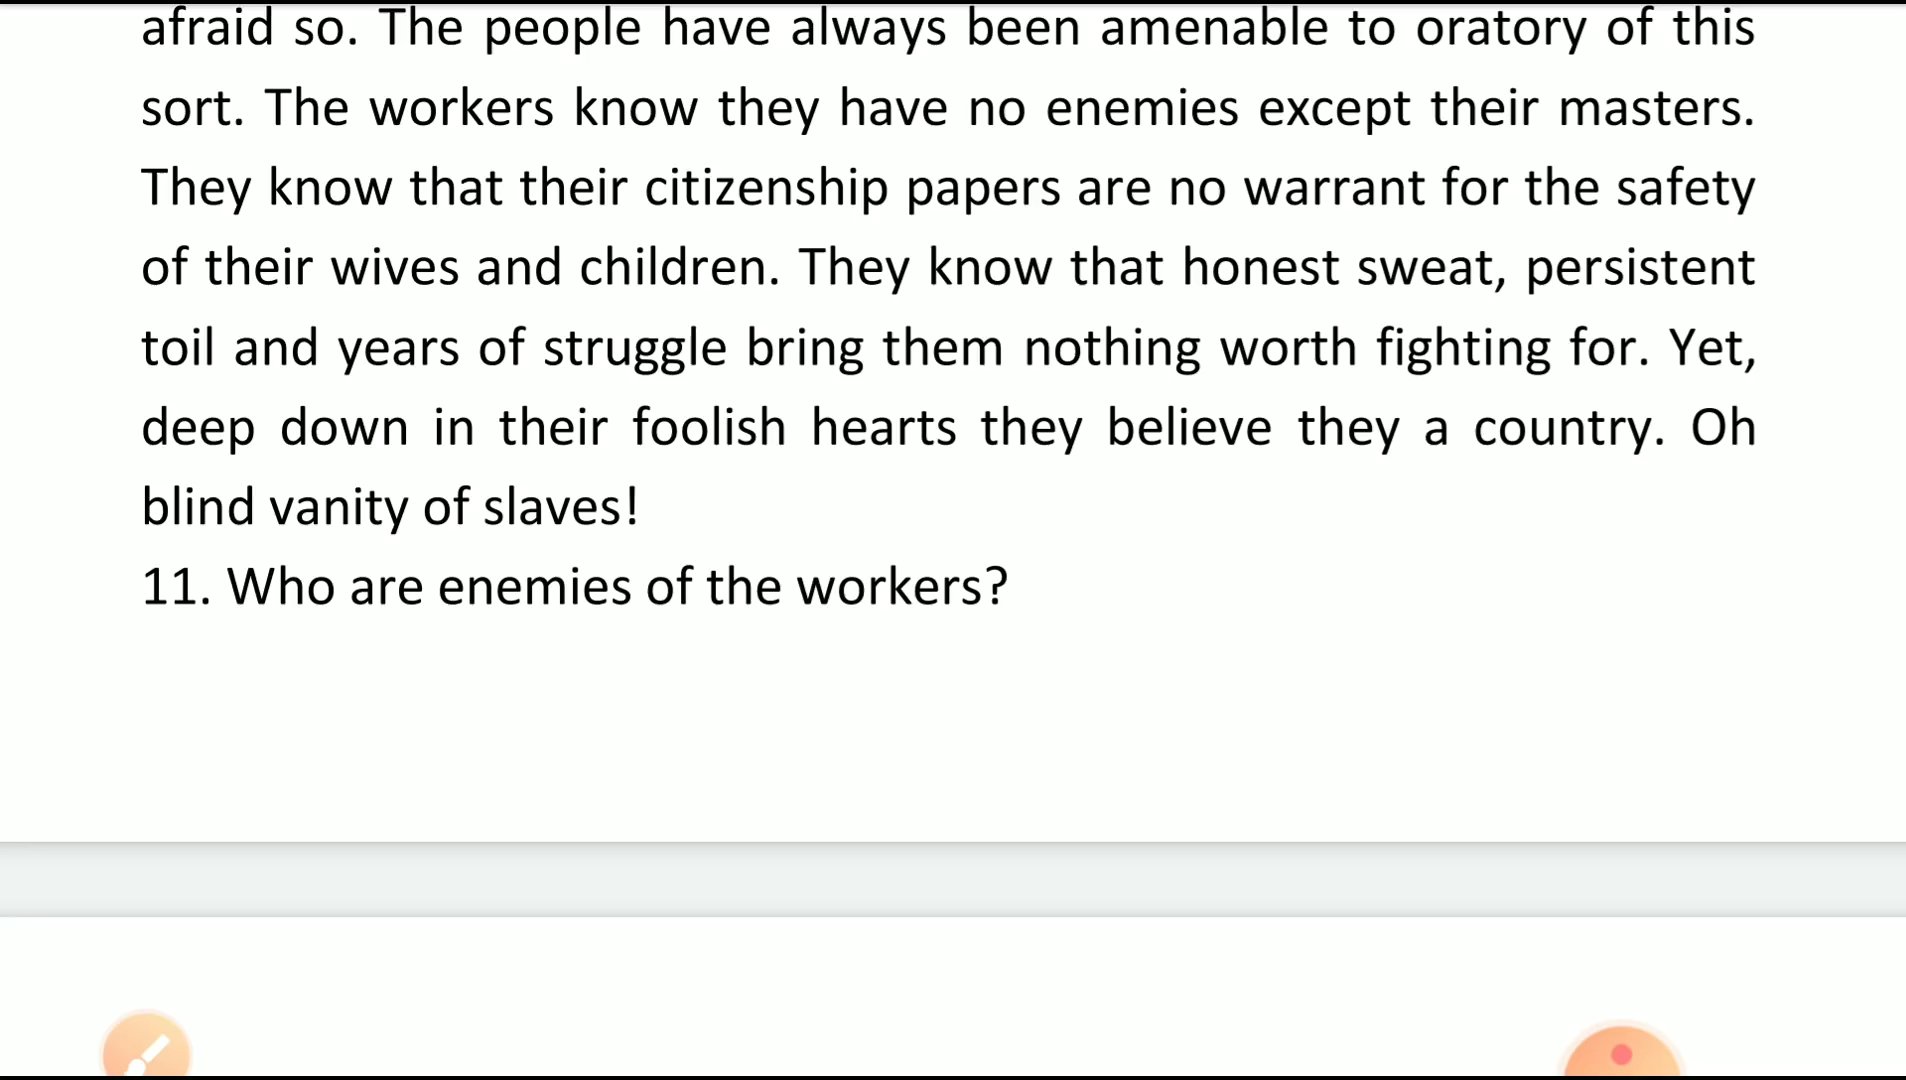 afraid so. The people have always been amenable to oratory of this
sort. The workers know they have no enemies except their masters.
They know that their citizenship papers are no warrant for the safety
of their wives and children. They know that honest sweat, persistent
toil and years of struggle bring them nothing worth fighting for. Yet,
deep down in their foolish hearts they believe they a country. Oh
blind vanity of slaves!
11. Who are enemies of the workers?